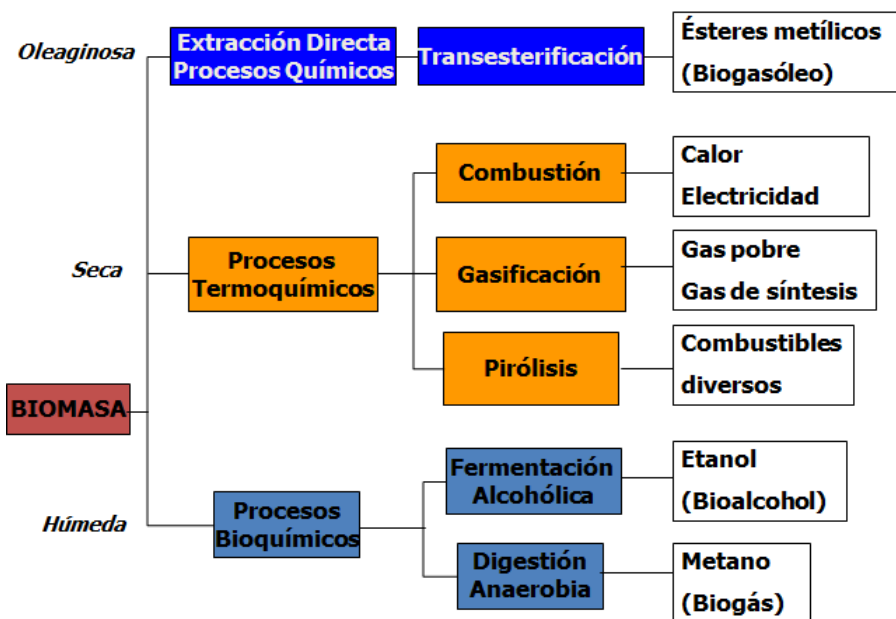 Oleaginosa
Extracción Directa
Procesos Químicos
Transesterificación
Ésteres metílicos
(Biogasóleo)
Seca
Procesos
Termoquímicos
Combustión
Calor
Electricidad
Gasificación
Gas pobre
Gas de síntesis
Pirólisis
Combustibles
diversos
BIOMASA
Húmeda
Procesos
Bioquímicos
Fermentación
Alcohólica
Etanol
(Bioalcohol)
Digestión
Anaerobia
Metano
(Biogás)